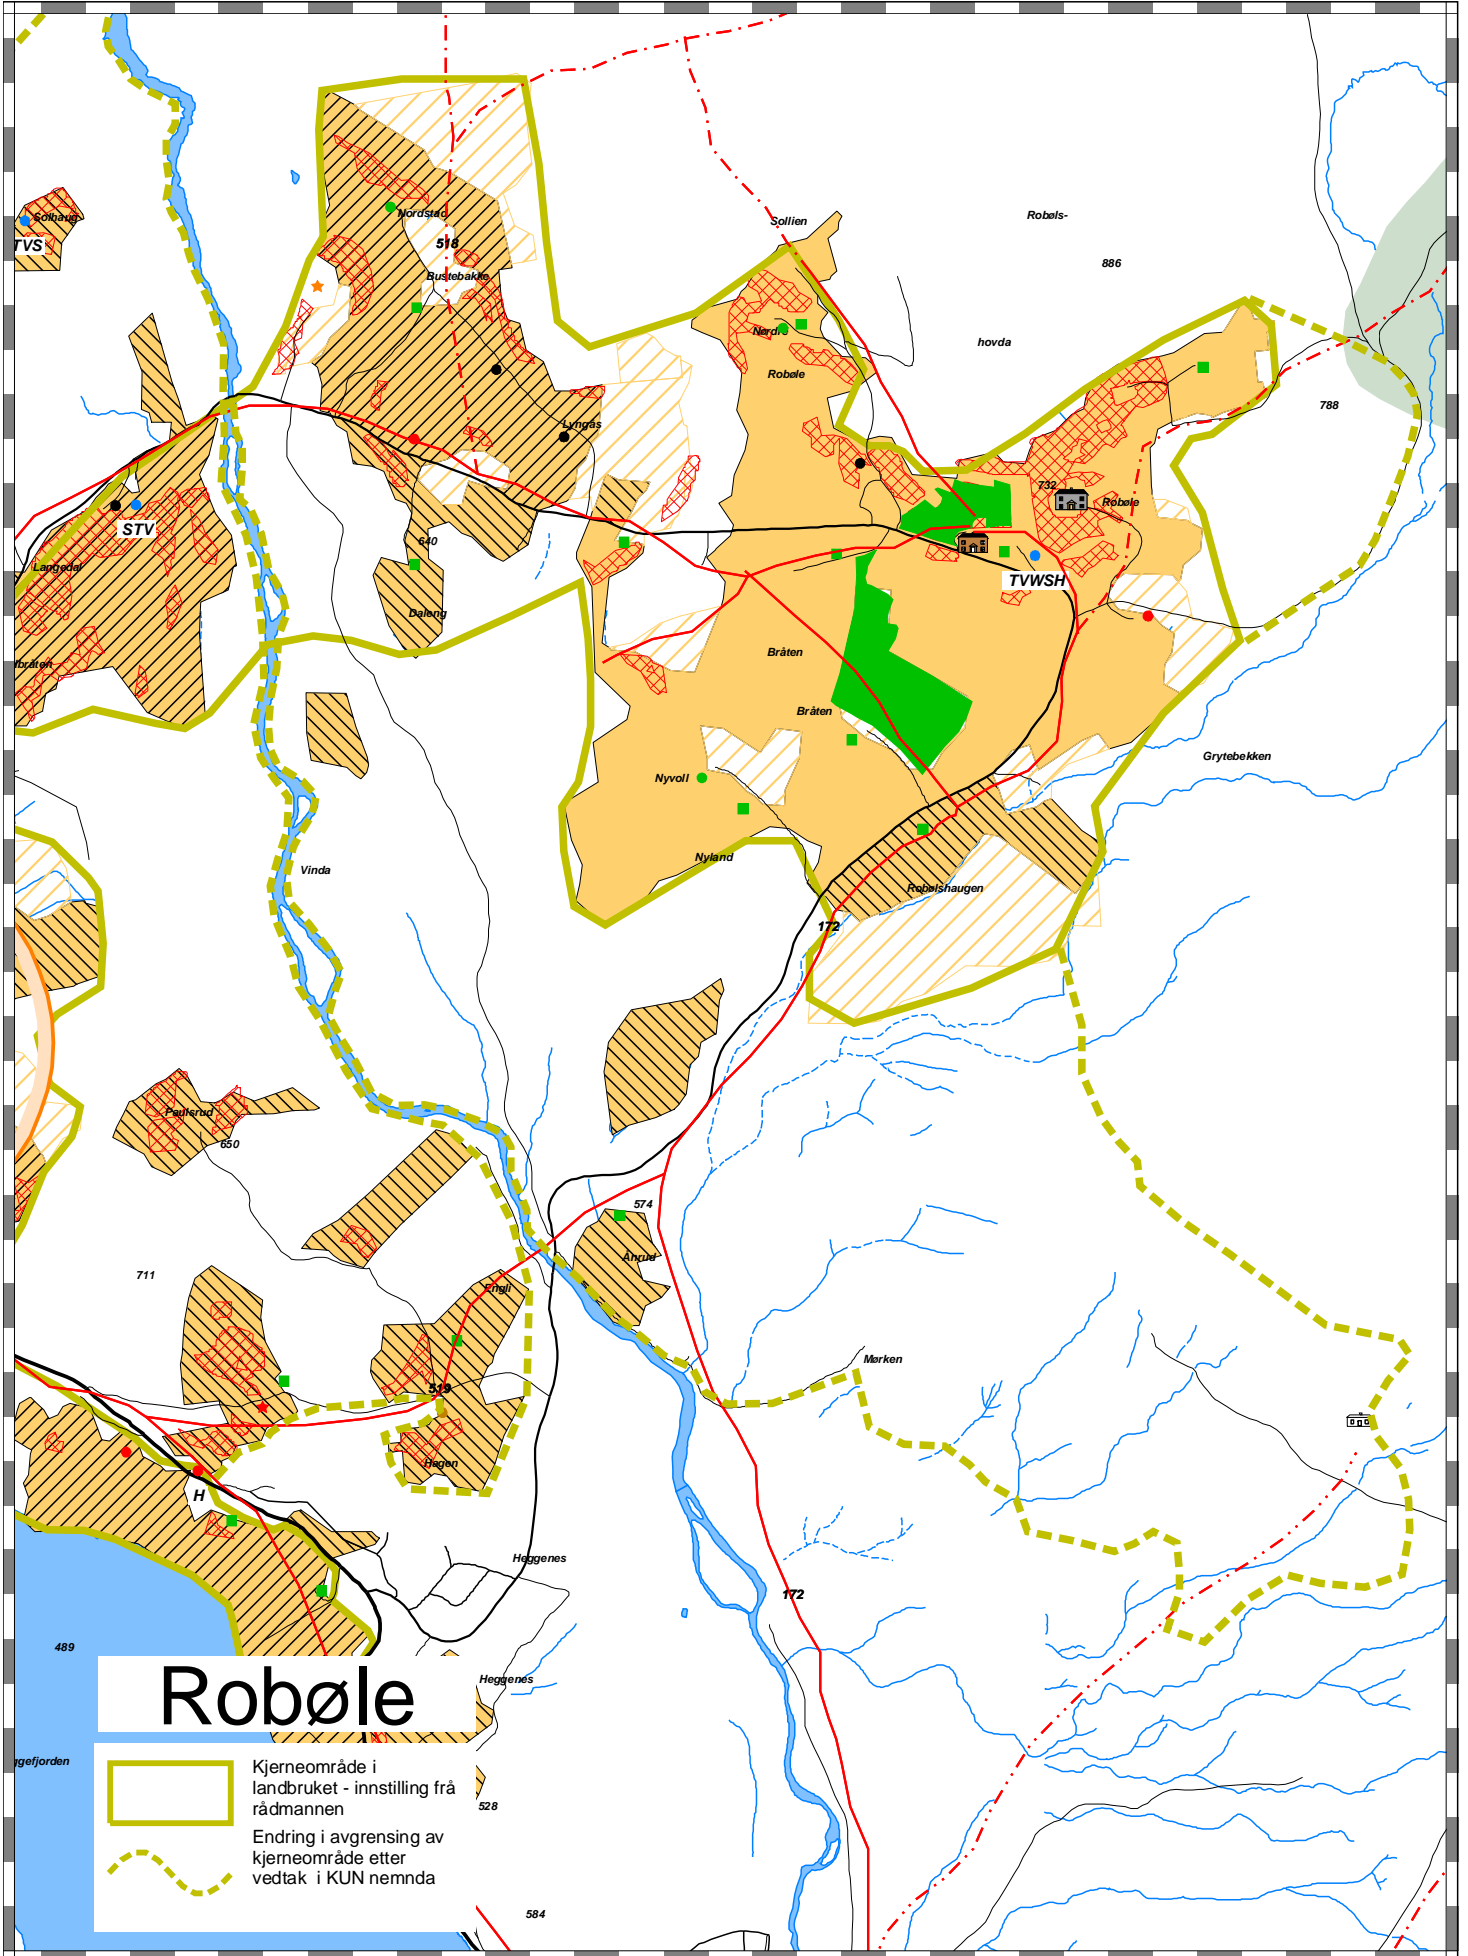 Solhaug
TVS
Nordstad
518
Bustebakke
Sollien
Robøls-
886
hovda
Nørdre
Robøle
788
Lyngås
STV
Langedal
640
Daleng
732
Robøle
TVWSH
Bråten
Bråten
Nyvoll
Grytebekken
Nyland
Robølshaugen
Vinda
172
Paulsrud
650
574
Ånrud
711
Engli
519
Mørken
Hagen
H
Heggenes
172
489
Heggenes
Robøle
ggefjorden
Kjerneområde i
landbruket - innstilling frå
rådmannen
528
Endring i avgrensing av
kjerneområde etter
vedtak i KUN nemnda
584